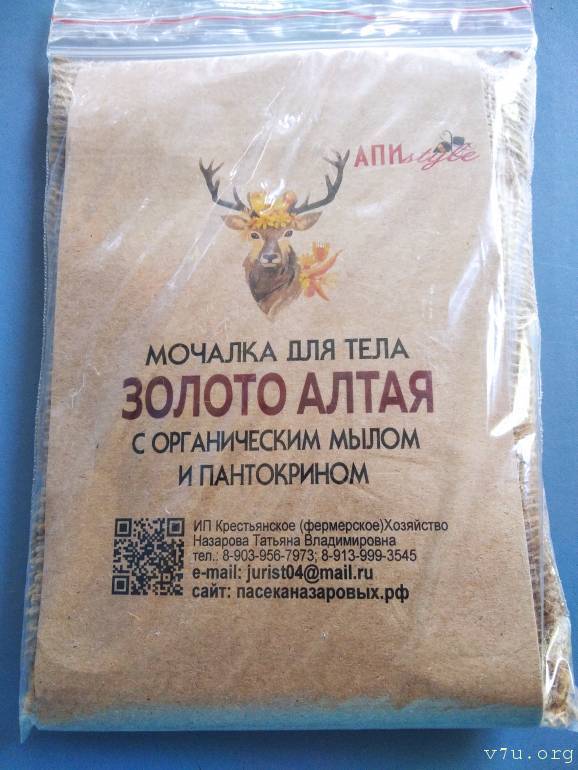 АПИstyle
МОЧАЛКА ДЛЯ ТЕЛА
ЗОЛОТО АЛТАЯ
С ОРГАНИЧЕСКИМ МЫЛОМ
И ПАНТОКРИНОМ
ИП Крестьянское (фермерское)Хозяйство
Назарова Татьяна Владимировна
тел.: 8-903-956-7973; 8-913-999-3545
e-mail: jurist04@mail.ru
сайт: пасеканазаровых.рф
v7u.org